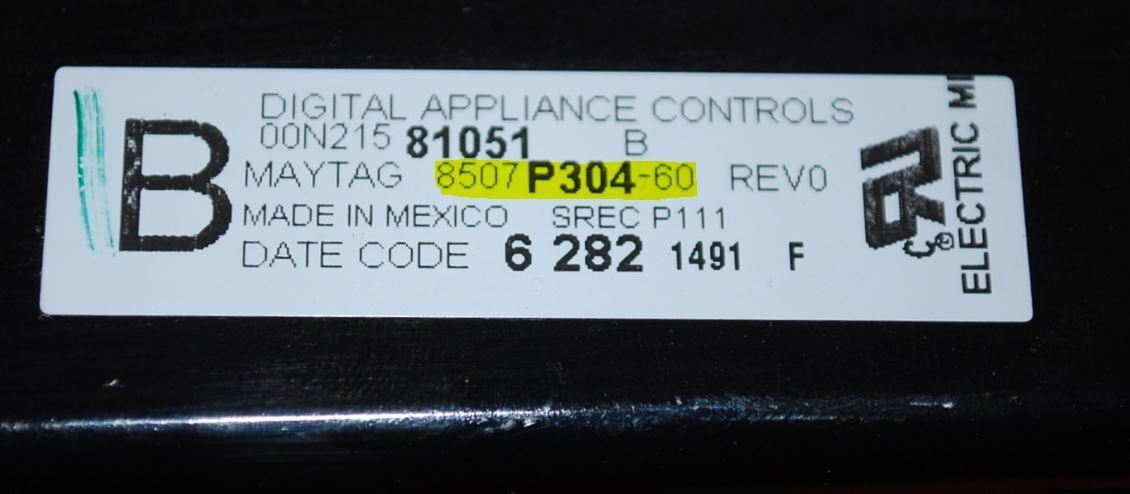 B
DIGITAL APPLIANCE CONTROLS
00N215 81051 B
MAYTAG 8507P304-60 REV0
MADE IN MEXICO SREC P111
DATE CODE 6 282 1491 F
ELECTRIC